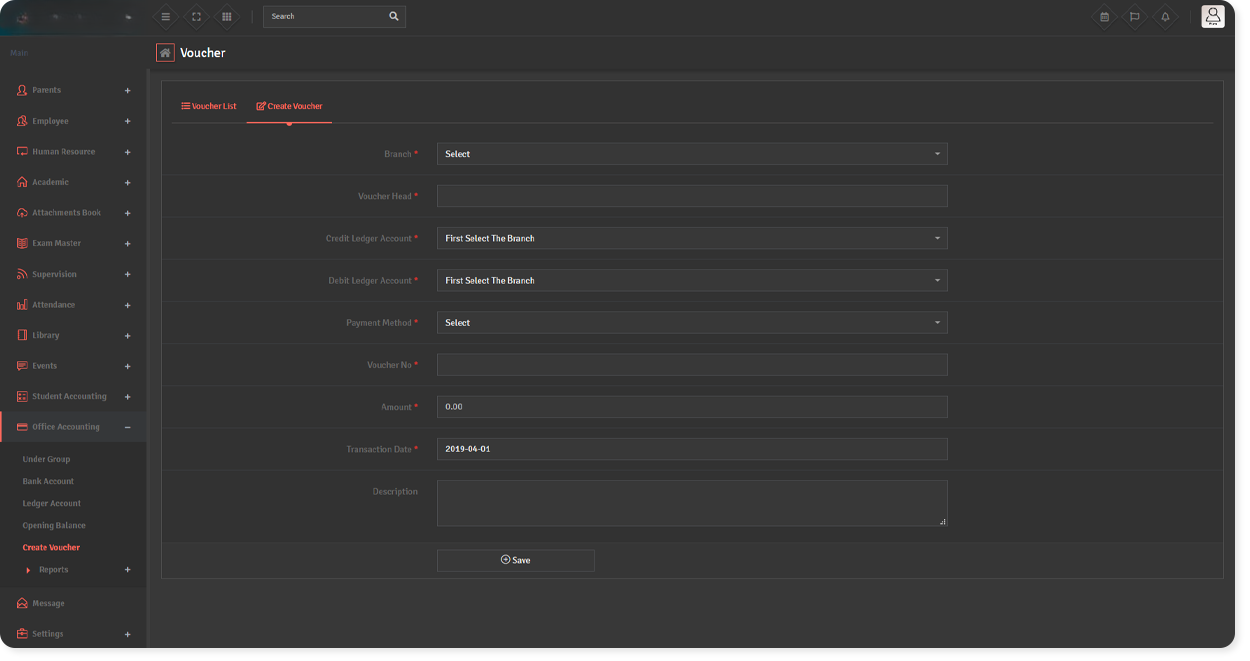 Search
Main
Voucher
Parents +
Employee +
Human Resource +
Academic +
Attachments Book +
Exam Master +
Supervision +
Attendance +
Library +
Events +
Student Accounting +
Office Accounting −
Under Group
Bank Account
Ledger Account
Opening Balance
Create Voucher
Reports +
Message
Settings +
Voucher List
Create Voucher
Branch * Select
Voucher Head *
Credit Ledger Account * First Select The Branch
Debit Ledger Account * First Select The Branch
Payment Method * Select
Voucher No *
Amount * 0.00
Transaction Date * 2019-04-01
Description
Save